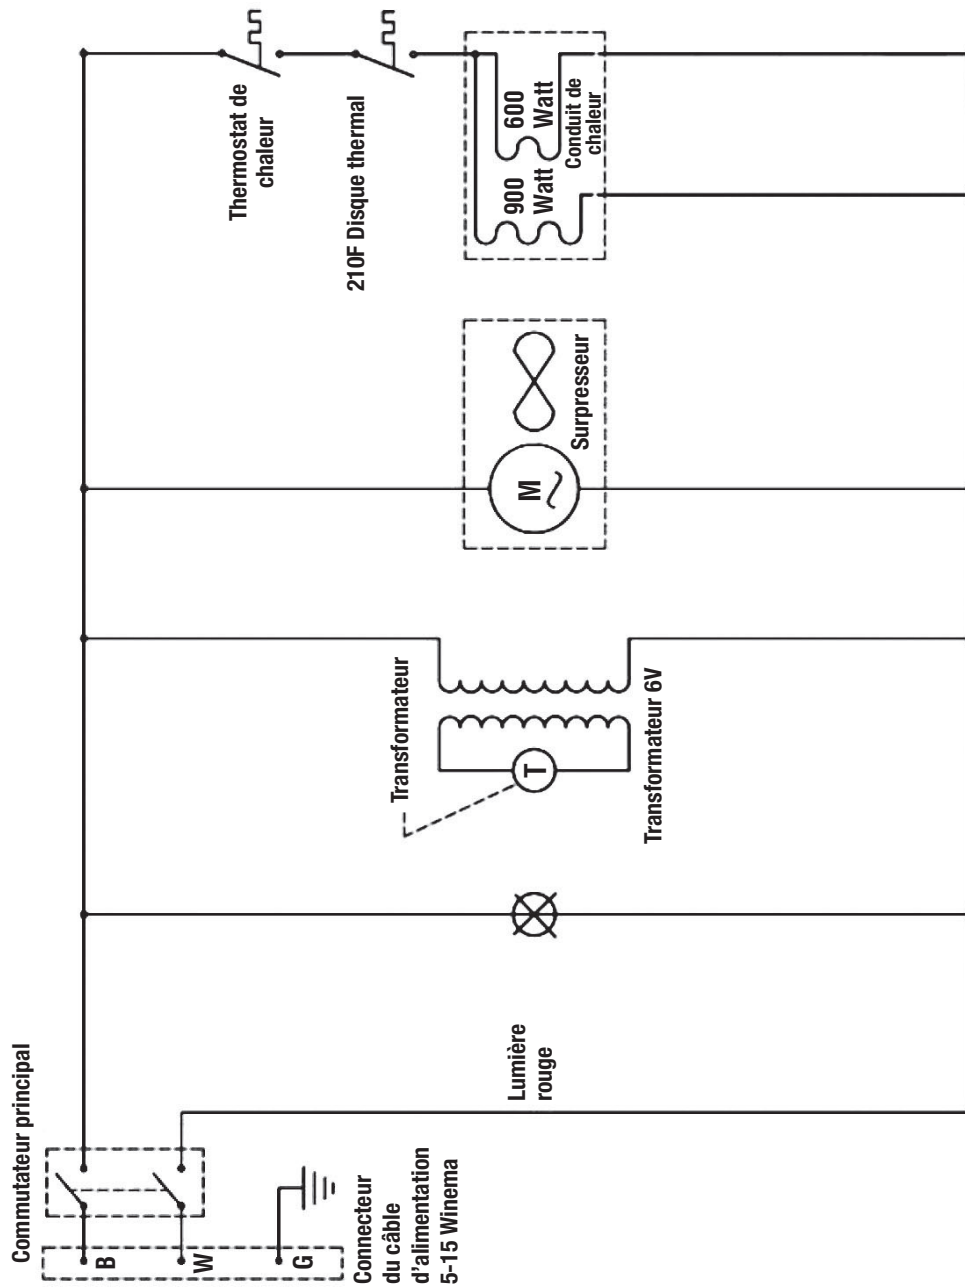 Commutateur principal
B
W
G
Connecteur
du câble
d'alimentation
5-15 Winema
Lumière
rouge
Transformateur
T
Transformateur 6V
M
Surpresseur
Thermostat de
chaleur
210F Disque thermal
900
Watt
600
Watt
Conduit de
chaleur